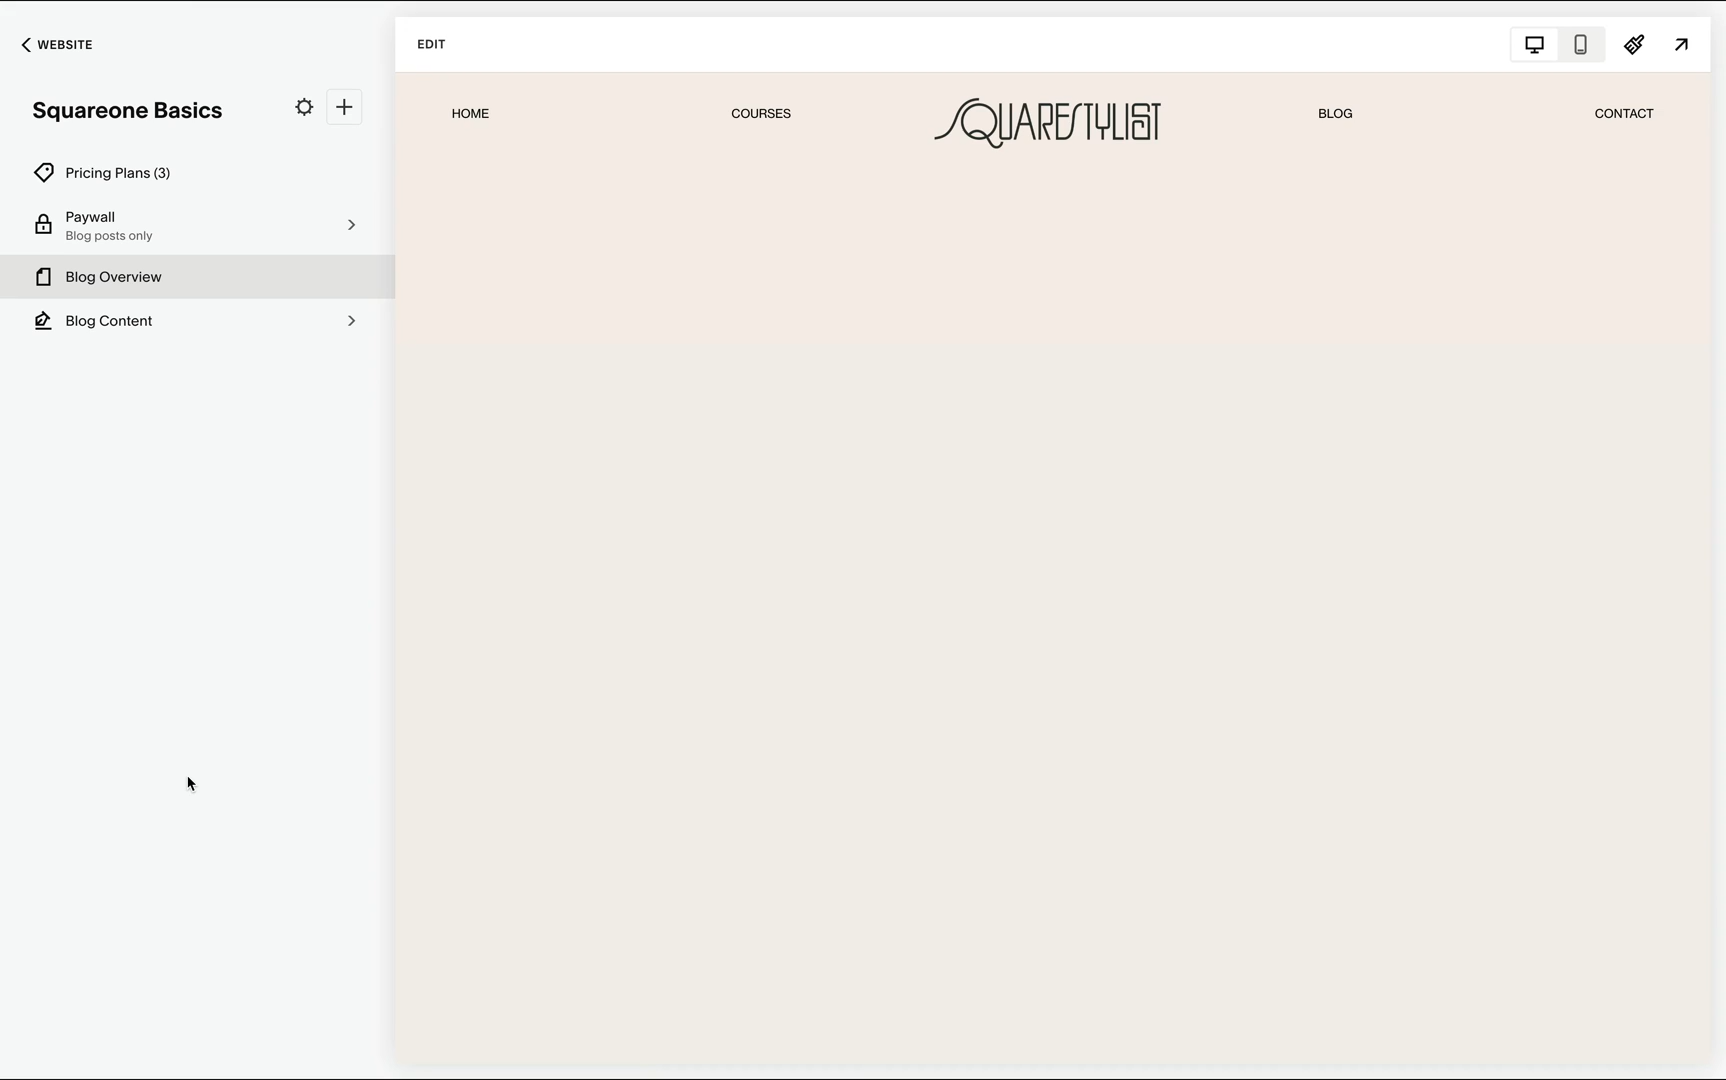 WEBSITE
Squareone Basics
Pricing Plans (3)
Paywall
Blog posts only
Blog Overview
Blog Content
EDIT
HOME COURSES SQUARESTYLIST BLOG CONTACT